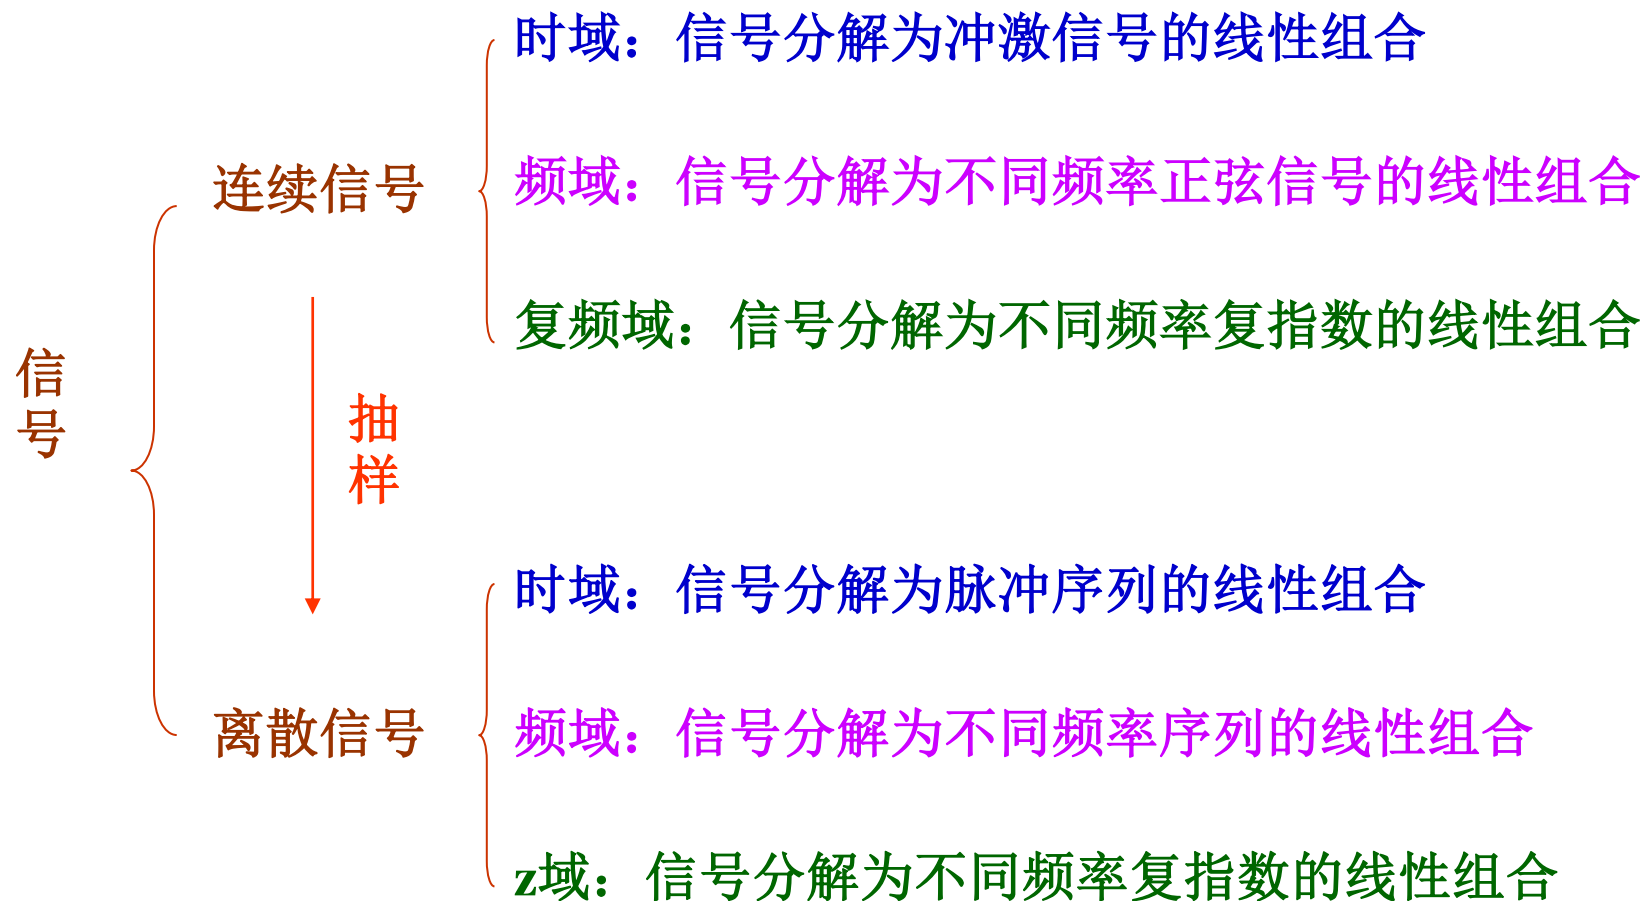 信号
连续信号
时域：信号分解为冲激信号的线性组合
频域：信号分解为不同频率正弦信号的线性组合
复频域：信号分解为不同频率复指数的线性组合
抽样
离散信号
时域：信号分解为脉冲序列的线性组合
频域：信号分解为不同频率序列的线性组合
z域：信号分解为不同频率复指数的线性组合